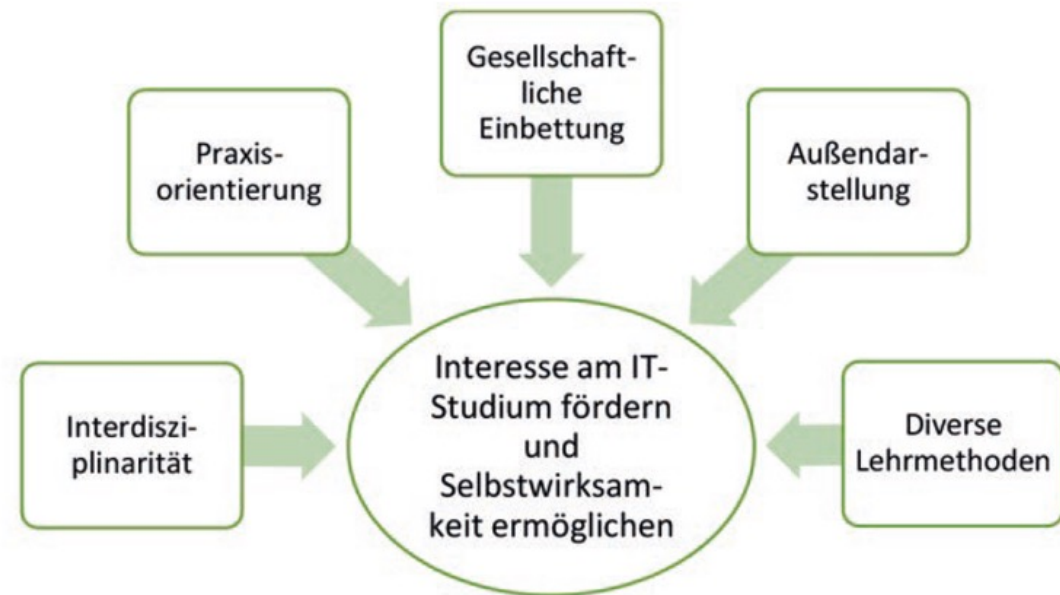 Gesellschaft-
liche
Einbettung
Praxis-
orientierung
Außendar-
stellung
Interesse am IT-
Studium fördern
und
Selbstwirksam-
keit ermöglichen
Interdiszi-
plinarität
Diverse
Lehrmethoden